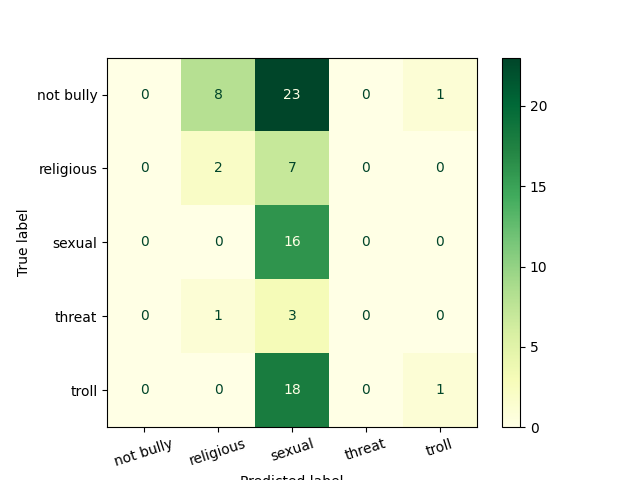 not bully 0 8 23 0 1
religious 0 2 7 0 0
sexual 0 0 16 0 0
threat 0 1 3 0 0
troll 0 0 18 0 1
not bully religious sexual threat troll
Predicted label
True label
20
15
10
5
0